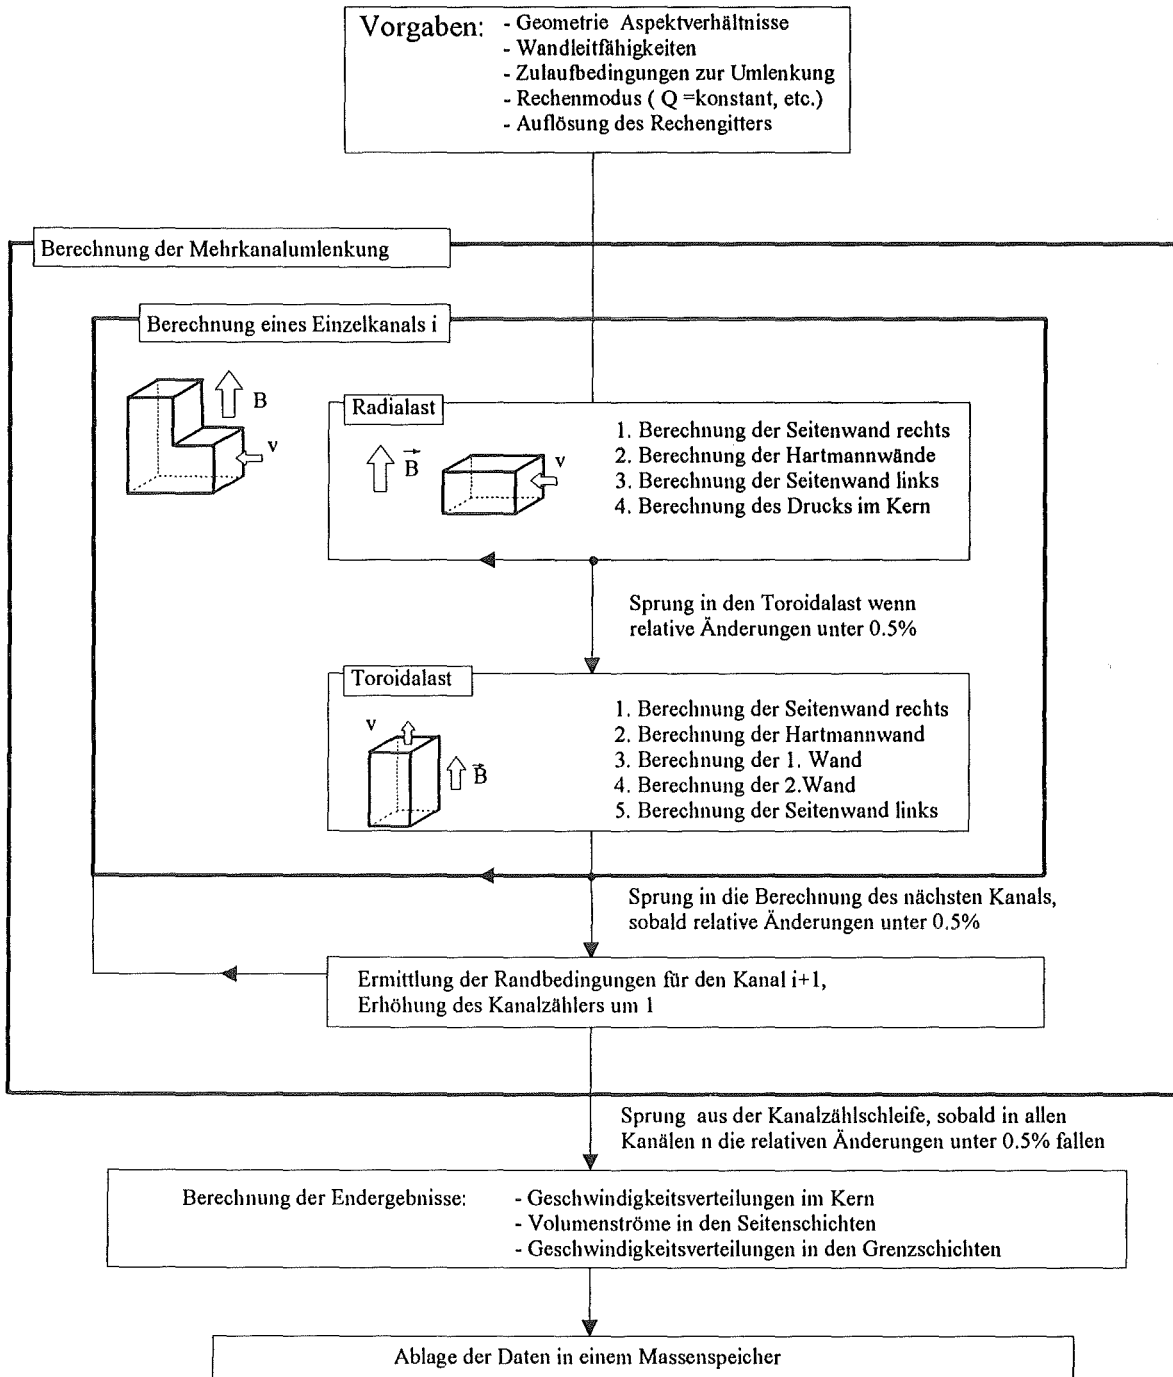 Vorgaben: - Geometrie Aspektverhältnisse
- Wandleitfähigkeiten
- Zulaufbedingungen zur Umlenkung
- Rechenmodus ( Q =konstant, etc.)
- Auflösung des Rechengitters
Berechnung der Mehrkanalumlenkung
Berechnung eines Einzelkanals i
B
v
Radialast
B
v
1. Berechnung der Seitenwand rechts
2. Berechnung der Hartmannwände
3. Berechnung der Seitenwand links
4. Berechnung des Drucks im Kern
Sprung in den Toroidalast wenn
relative Änderungen unter 0.5%
Toroidalast
v
B
1. Berechnung der Seitenwand rechts
2. Berechnung der Hartmannwand
3. Berechnung der 1. Wand
4. Berechnung der 2.Wand
5. Berechnung der Seitenwand links
Sprung in die Berechnung des nächsten Kanals,
sobald relative Änderungen unter 0.5%
Ermittlung der Randbedingungen für den Kanal i+1,
Erhöhung des Kanalzählers um 1
Sprung aus der Kanalzählschleife, sobald in allen
Kanälen n die relativen Änderungen unter 0.5% fallen
Berechnung der Endergebnisse: - Geschwindigkeitsverteilungen im Kern
- Volumenströme in den Seitenschichten
- Geschwindigkeitsverteilungen in den Grenzschichten
Ablage der Daten in einem Massenspeicher